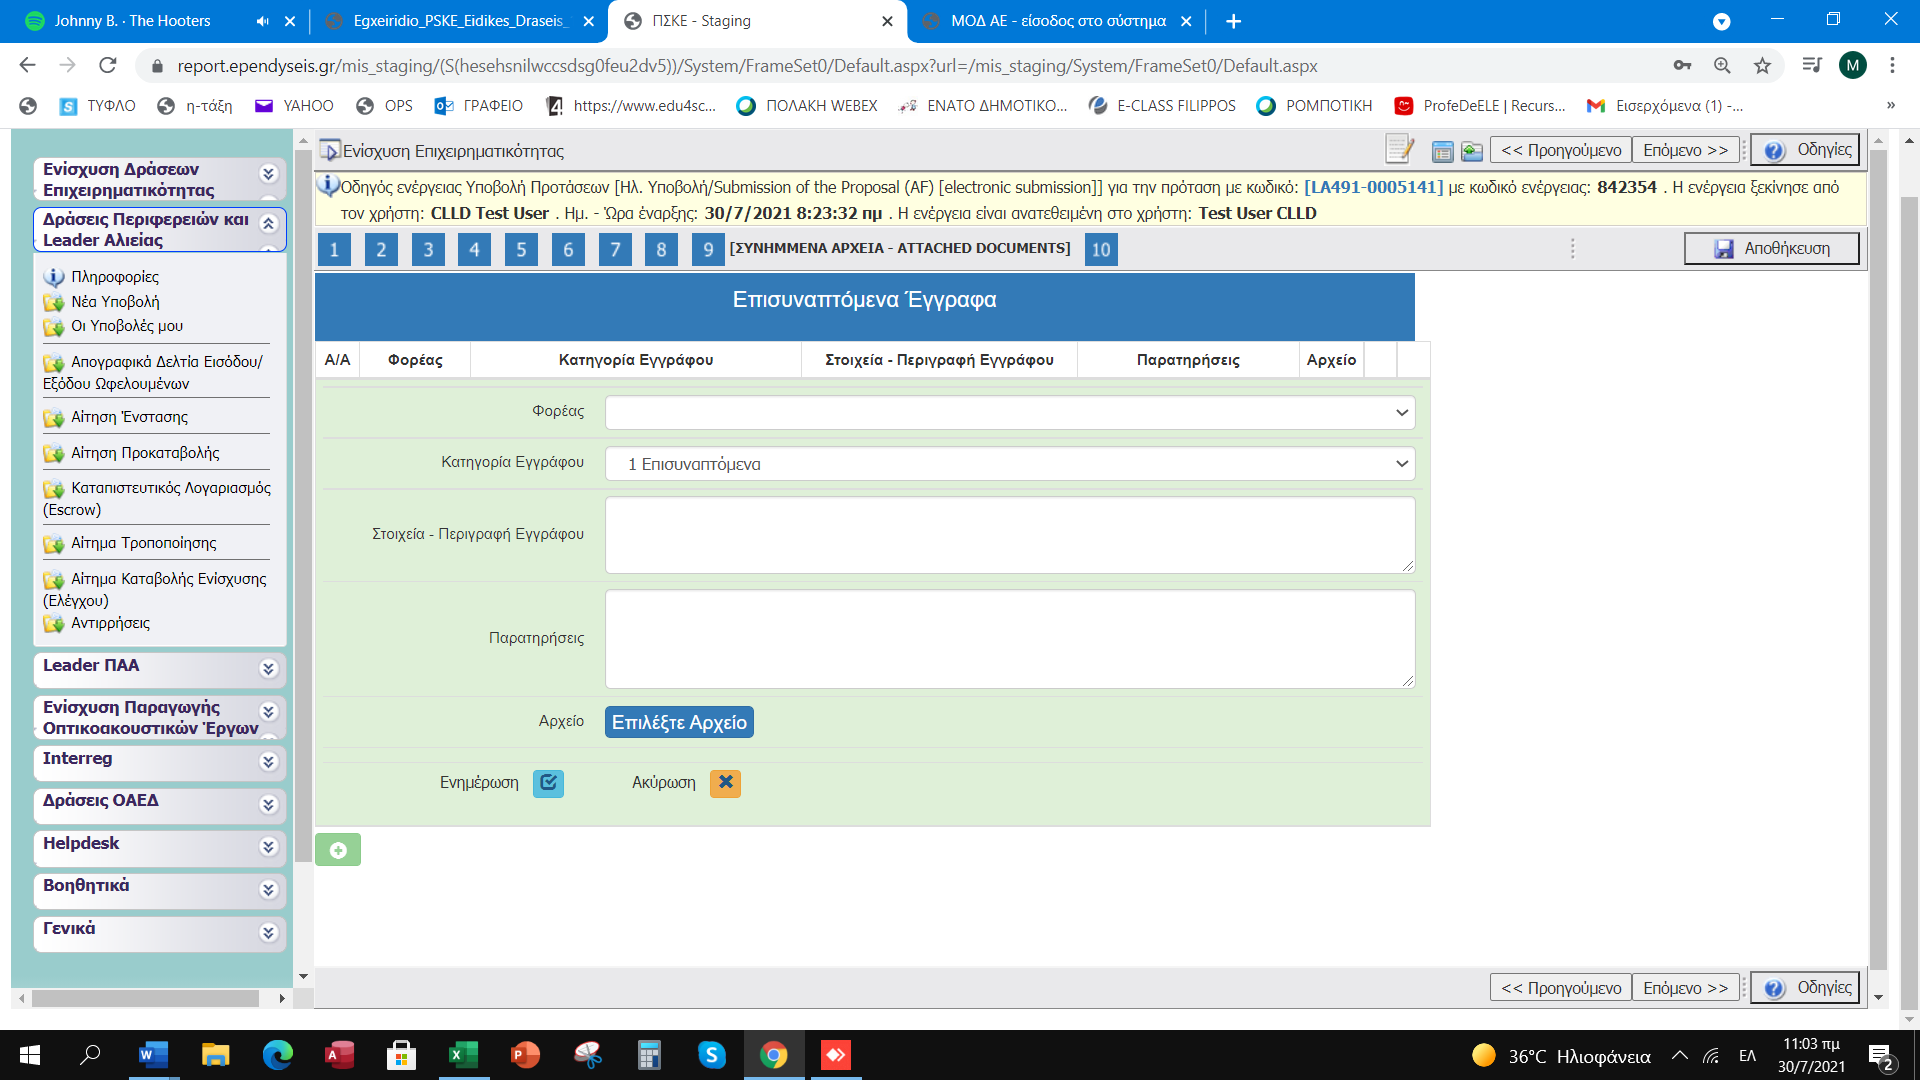 Johnny B. · The Hooters
Egxeiridio_PSKE_Eidikes_Draseis_
ΠΣΚΕ - Staging
ΜΟΔ ΑΕ - είσοδος στο σύστημα
report.ependyseis.gr/mis_staging/(S(hesehsnilwccsdsg0feu2dv5))/System/FrameSet0/Default.aspx?url=/mis_staging/System/FrameSet0/Default.aspx
M
ΤΥΦΛΟ
η-τάξη
YAHOO
OPS
ΓΡΑΦΕΙΟ
https://www.edu4sc...
ΠΟΛΑΚΗ WEBEX
ΕΝΑΤΟ ΔΗΜΟΤΙΚΟ...
E-CLASS FILIPPOS
ΡΟΜΠΟΤΙΚΗ
ProfeDeELE | Recurs...
Εισερχόμενα (1) -...
»
Ενίσχυση Δράσεων
Επιχειρηματικότητας
Δράσεις Περιφερειών και
Leader Αλιείας
Πληροφορίες
Νέα Υποβολή
Οι Υποβολές μου
Απογραφικά Δελτία Εισόδου/
Εξόδου Ωφελουμένων
Αίτηση Ένστασης
Αίτηση Προκαταβολής
Καταπιστευτικός Λογαριασμός
(Escrow)
Αίτημα Τροποποίησης
Αίτημα Καταβολής Ενίσχυσης
(Ελέγχου)
Αντιρρήσεις
Leader ΠΑΑ
Ενίσχυση Παραγωγής
Οπτικοακουστικών Έργων
Interreg
Δράσεις ΟΑΕΔ
Helpdesk
Βοηθητικά
Γενικά
Ενίσχυση Επιχειρηματικότητας
<< Προηγούμενο
Επόμενο >>
Οδηγίες
Οδηγός ενέργειας Υποβολή Προτάσεων [Ηλ. Υποβολή/Submission of the Proposal (AF) [electronic submission]] για την πρόταση με κωδικό: [LA491-0005141] με κωδικό ενέργειας: 842354 . Η ενέργεια ξεκίνησε από
τον χρήστη: CLLD Test User . Ημ. - Ώρα έναρξης: 30/7/2021 8:23:32 πμ . Η ενέργεια είναι ανατεθειμένη στο χρήστη: Test User CLLD
1 2 3 4 5 6 7 8 9 [ΣΥΝΗΜΜΕΝΑ ΑΡΧΕΙΑ - ATTACHED DOCUMENTS] 10
Αποθήκευση
Επισυναπτόμενα Έγγραφα
Α/Α Φορέας Κατηγορία Εγγράφου Στοιχεία - Περιγραφή Εγγράφου Παρατηρήσεις Αρχείο
Φορέας
Κατηγορία Εγγράφου 1 Επισυναπτόμενα
Στοιχεία - Περιγραφή Εγγράφου
Παρατηρήσεις
Αρχείο Επιλέξτε Αρχείο
Ενημέρωση Ακύρωση
<< Προηγούμενο
Επόμενο >>
Οδηγίες
36°C Ηλιοφάνεια
ΕΛ
11:03 πμ
30/7/2021
2